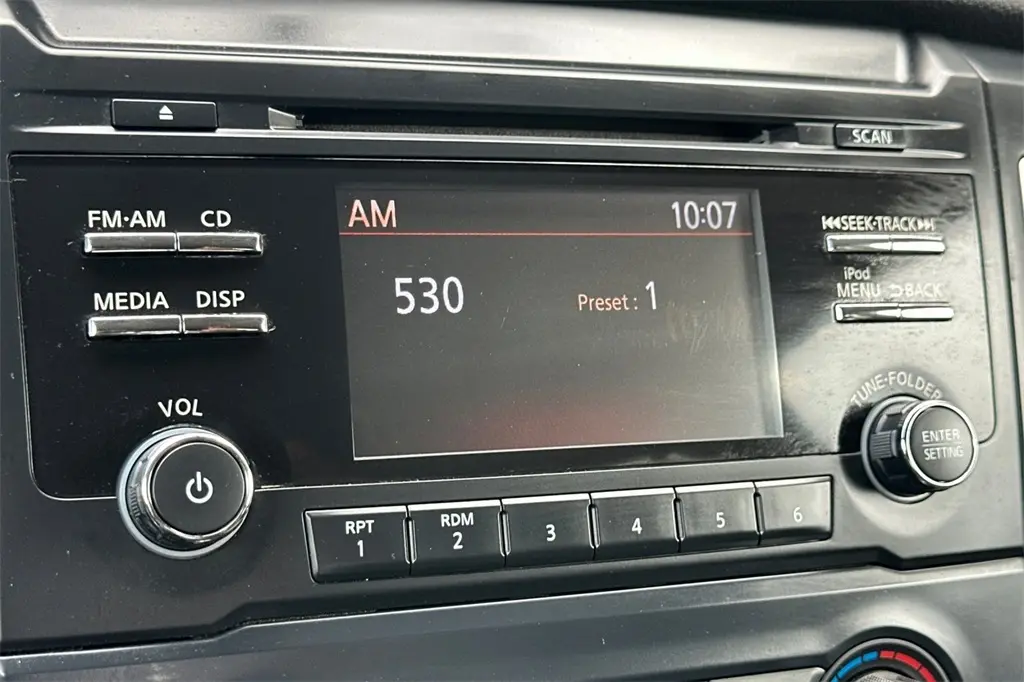 SCAN
FM·AM CD
AM 10:07
SEEK·TRACK
MEDIA DISP
530 Preset : 1
iPod
MENU BACK
VOL
TUNE·FOLDER
ENTER
SETTING
RPT RDM
1 2 3 4 5 6